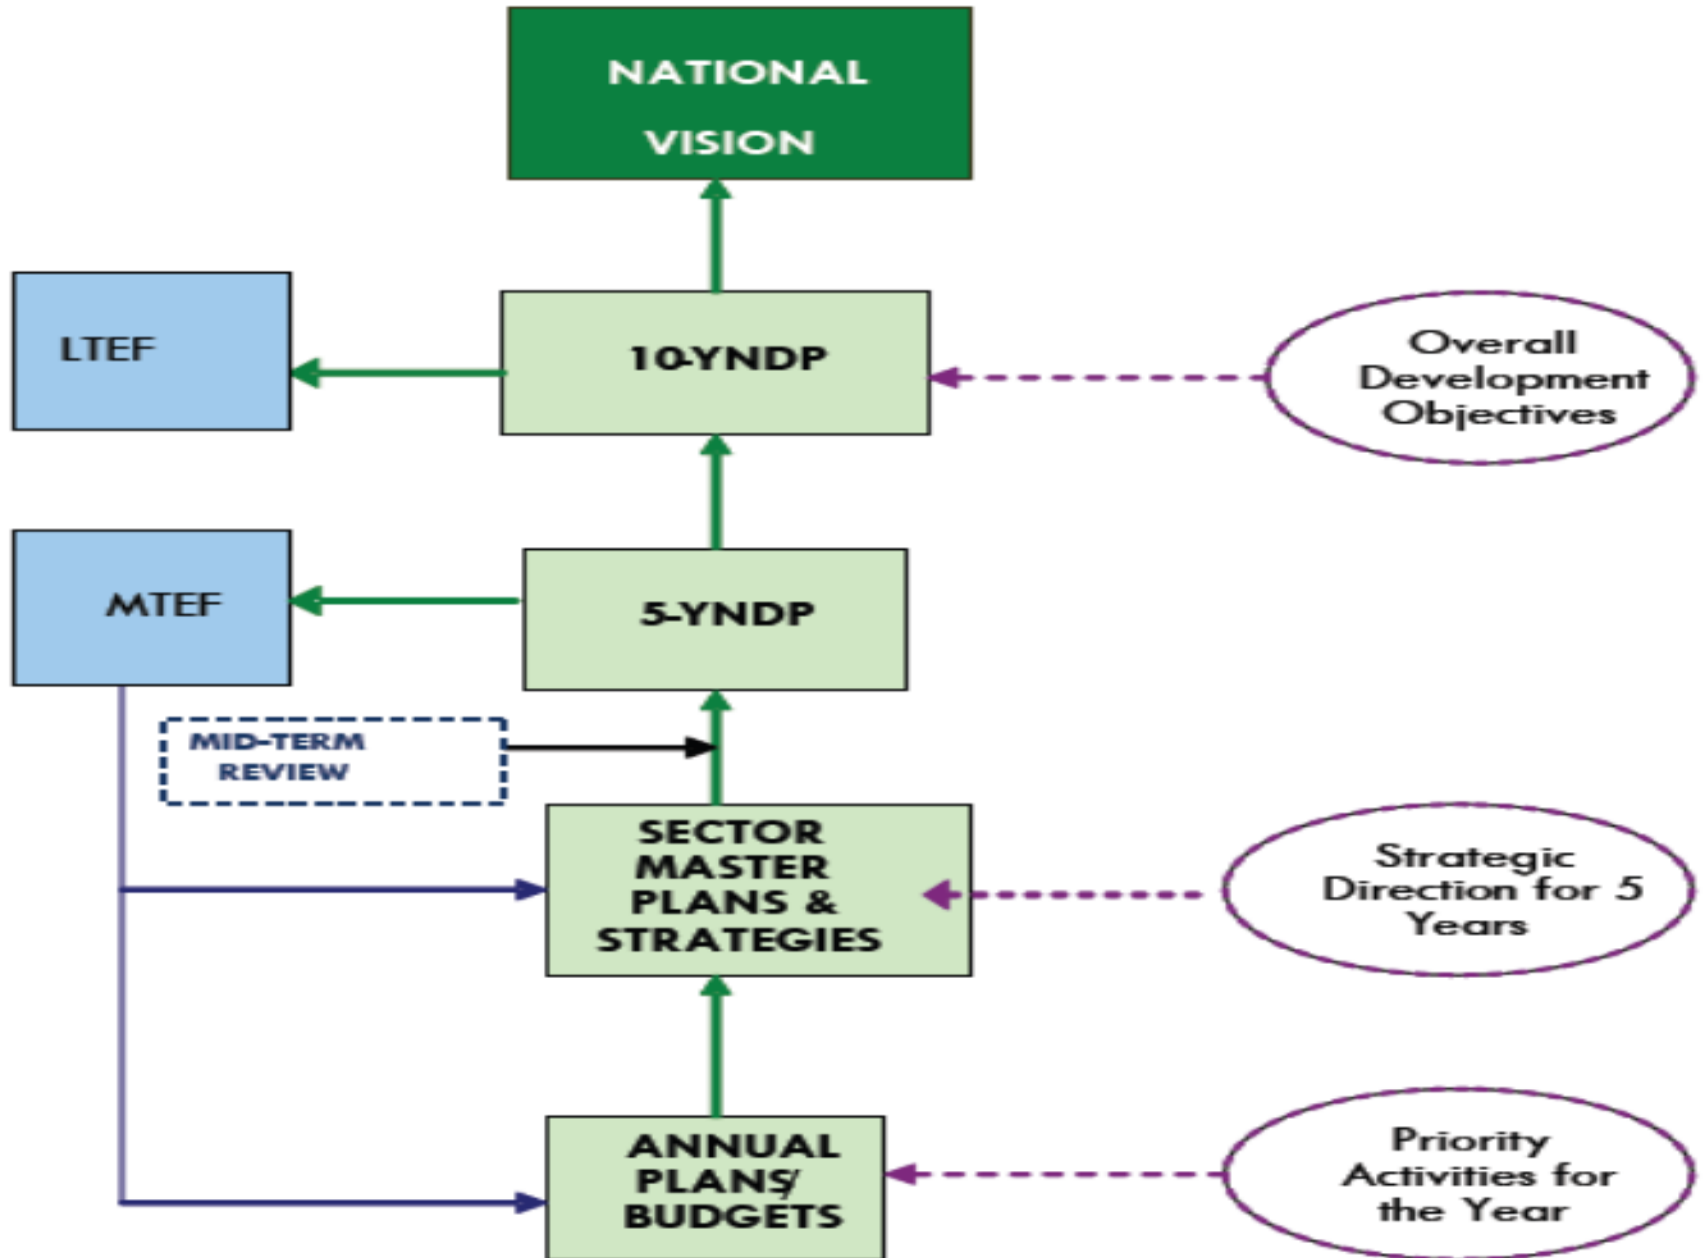 NATIONAL
VISION
LTEF
10-YNDP
Overall
Development
Objectives
MTEF
5-YNDP
MID-TERM
REVIEW
SECTOR
MASTER
PLANS &
STRATEGIES
Strategic
Direction for 5
Years
ANNUAL
PLANS/
BUDGETS
Priority
Activities for
the Year